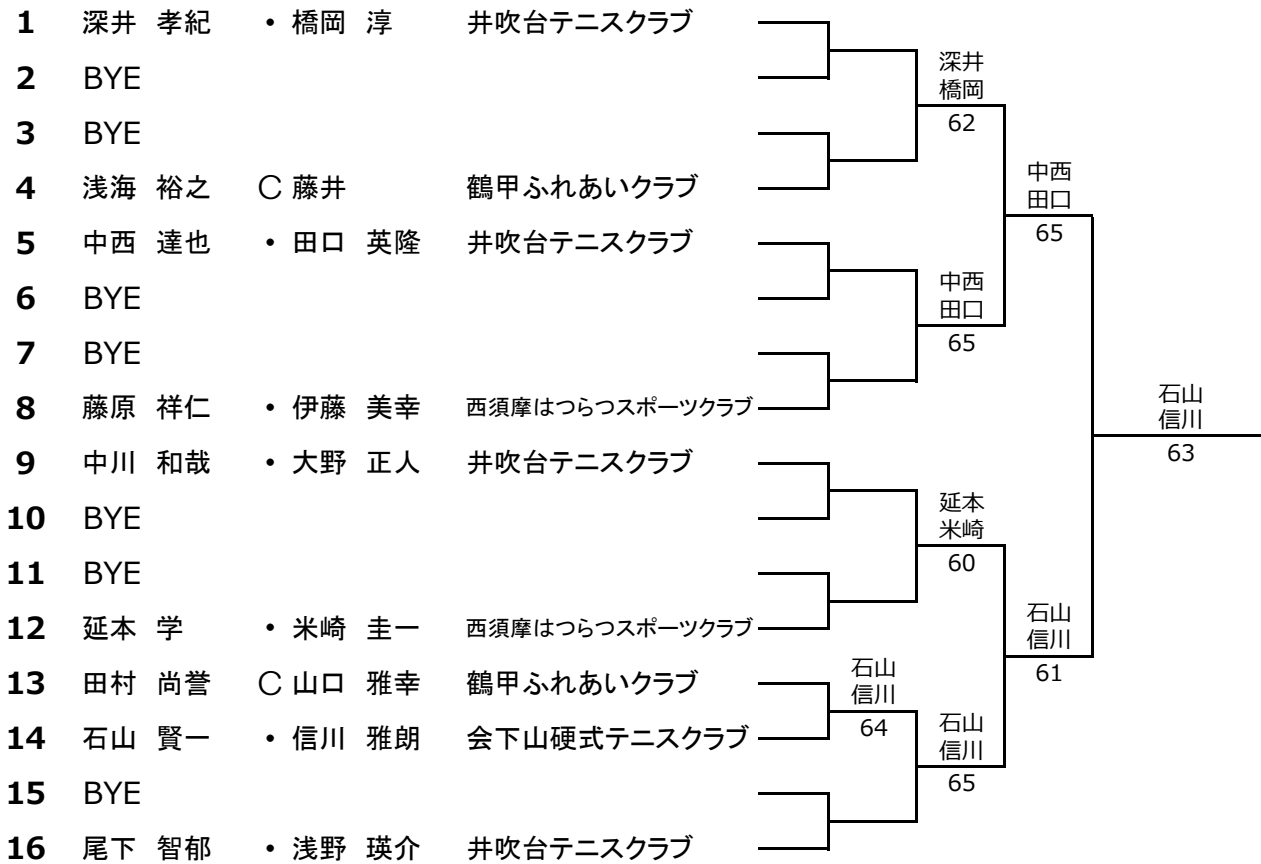 1 深井 孝紀 ・ 橋岡 淳 井吹台テニスクラブ
2 BYE
3 BYE
4 浅海 裕之 C 藤井 鶴甲ふれあいクラブ
5 中西 達也 ・ 田口 英隆 井吹台テニスクラブ
6 BYE
7 BYE
8 藤原 祥仁 ・ 伊藤 美幸 西須摩はつらつスポーツクラブ
9 中川 和哉 ・ 大野 正人 井吹台テニスクラブ
10 BYE
11 BYE
12 延本 学 ・ 米崎 圭一 西須摩はつらつスポーツクラブ
13 田村 尚誉 C 山口 雅幸 鶴甲ふれあいクラブ
14 石山 賢一 ・ 信川 雅朗 会下山硬式テニスクラブ
15 BYE
16 尾下 智郁 ・ 浅野 瑛介 井吹台テニスクラブ
石山
信川
64
深井
橋岡
62
中西
田口
65
延本
米崎
60
石山
信川
65
中西
田口
65
石山
信川
61
石山
信川
63